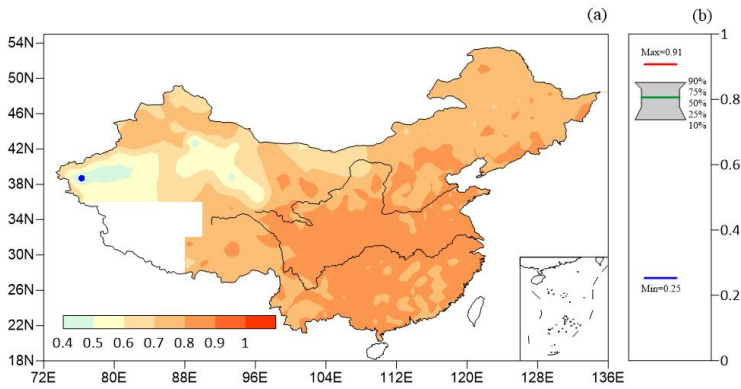 (a)
(b)
54N
50N
46N
42N
38N
34N
30N
26N
22N
18N
72E
80E
88E
96E
104E
112E
120E
128E
136E
0.4 0.5 0.6 0.7 0.8 0.9 1
1
0.8
0.6
0.4
0.2
0
Max=0.91
90%
75%
50%
25%
10%
Min=0.25